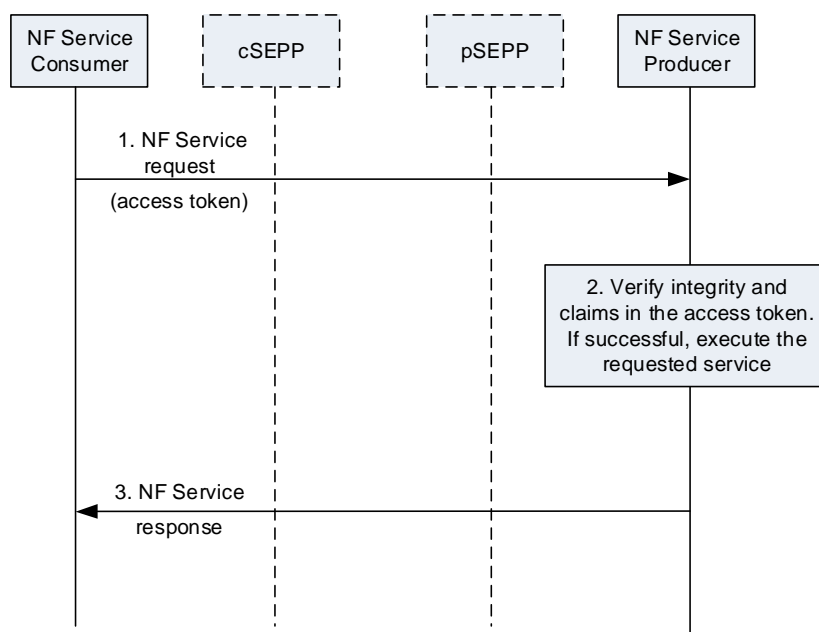 NF Service
Consumer
cSEPP
pSEPP
NF Service
Producer
1. NF Service
request
(access token)
2. Verify integrity and
claims in the access token.
If successful, execute the
requested service
3. NF Service
response